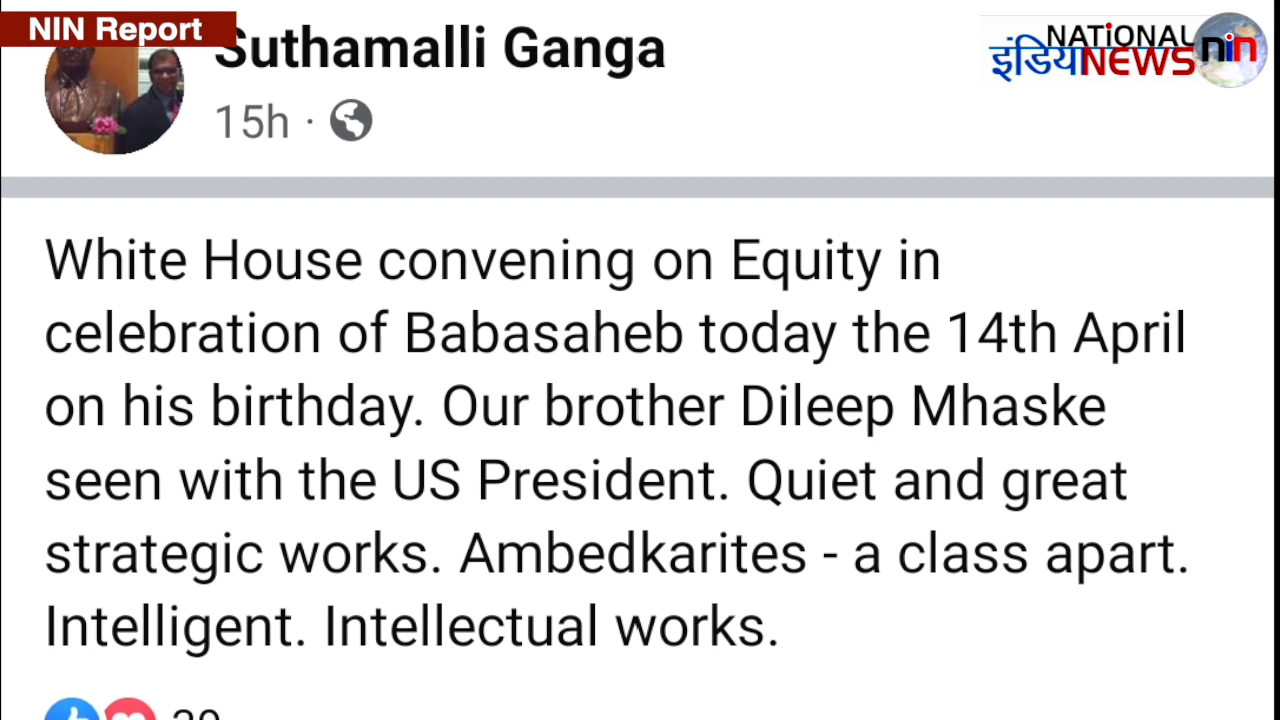 NIN Report
Suthamalli Ganga
15h ·
NATiONAL
इंडियाNEWS nin
White House convening on Equity in
celebration of Babasaheb today the 14th April
on his birthday. Our brother Dileep Mhaske
seen with the US President. Quiet and great
strategic works. Ambedkarites - a class apart.
Intelligent. Intellectual works.